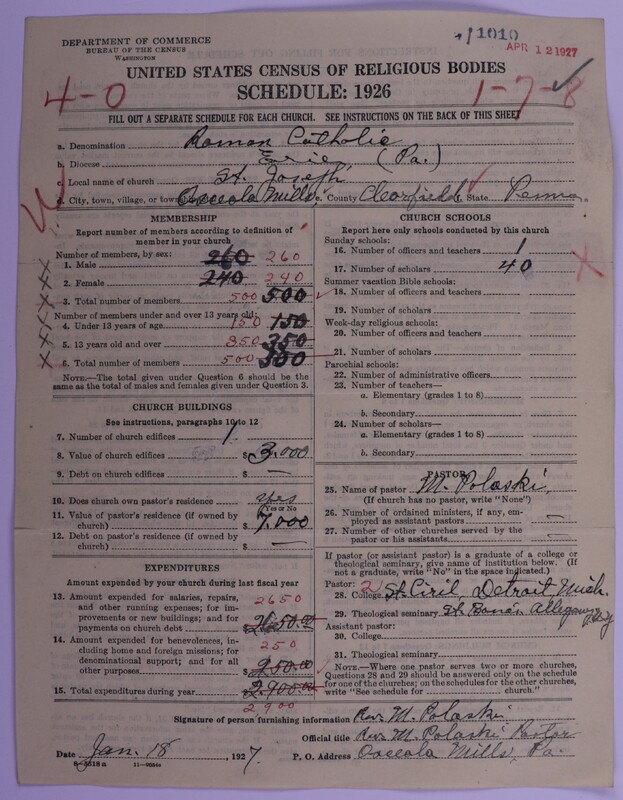 DEPARTMENT OF COMMERCE
BUREAU OF THE CENSUS
WASHINGTON
1010
APR 12 1927
UNITED STATES CENSUS OF RELIGIOUS BODIES
SCHEDULE: 1926
4-0
1-7-8
FILL OUT A SEPARATE SCHEDULE FOR EACH CHURCH. SEE INSTRUCTIONS ON THE BACK OF THIS SHEET
a. Denomination Roman Catholic
b. Diocese Erie, (Pa.)
c. Local name of church St. Joseph
d. City, town, village, or township Osceola Mills, e. County Clearfield, f. State Penna.
MEMBERSHIP
Report number of members according to definition of member in your church
Number of members, by sex:
1. Male 260 260
2. Female 240 240
3. Total number of members 500 500
Number of members under and over 13 years old:
4. Under 13 years of age 150 150
5. 13 years old and over 350 350
6. Total number of members 500 500
NOTE.—The total given under Question 6 should be the same as the total of males and females given under Question 3.
CHURCH BUILDINGS
See instructions, paragraphs 10 to 12
7. Number of church edifices 1
8. Value of church edifices $ 3,000
9. Debt on church edifices $ —
10. Does church own pastor's residence yes
(Yes or No)
11. Value of pastor's residence (if owned by church) $ 7,000
12. Debt on pastor's residence (if owned by church) $ —
EXPENDITURES
Amount expended by your church during last fiscal year
13. Amount expended for salaries, repairs, and other running expenses; for improvements or new buildings; and for payments on church debt $ 2650.00 2650
14. Amount expended for benevolences, including home and foreign missions; for denominational support; and for all other purposes $ 250.00 250
15. Total expenditures during year $ 2,900.00
2,900
CHURCH SCHOOLS
Report here only schools conducted by this church
Sunday schools:
16. Number of officers and teachers 1
17. Number of scholars 40
Summer vacation Bible schools:
18. Number of officers and teachers
19. Number of scholars
Week-day religious schools:
20. Number of officers and teachers
21. Number of scholars
Parochial schools:
22. Number of administrative officers
23. Number of teachers—
a. Elementary (grades 1 to 8)
b. Secondary
24. Number of scholars—
a. Elementary (grades 1 to 8)
b. Secondary
PASTOR
25. Name of pastor M. Polaski
(If church has no pastor, write "None")
26. Number of ordained ministers, if any, employed as assistant pastors
27. Number of other churches served by the pastor or his assistants —
If pastor (or assistant pastor) is a graduate of a college or theological seminary, give name of institution below. (If not a graduate, write "No" in the space indicated.)
Pastor: 2
28. College St. Ciril, Detroit Mich.
29. Theological seminary St. Bona's Allegany
Assistant pastor:
30. College
31. Theological seminary
NOTE.—Where one pastor serves two or more churches, Questions 28 and 29 should be answered only on the schedule for one of the churches; on the schedules for the other churches, write "See schedule for ______ church."
Signature of person furnishing information Rev. M. Polaski
Official title Rev. M. Polaski Pastor
Date Jan. 18, 1927.
P. O. Address Osceola Mills, Pa.